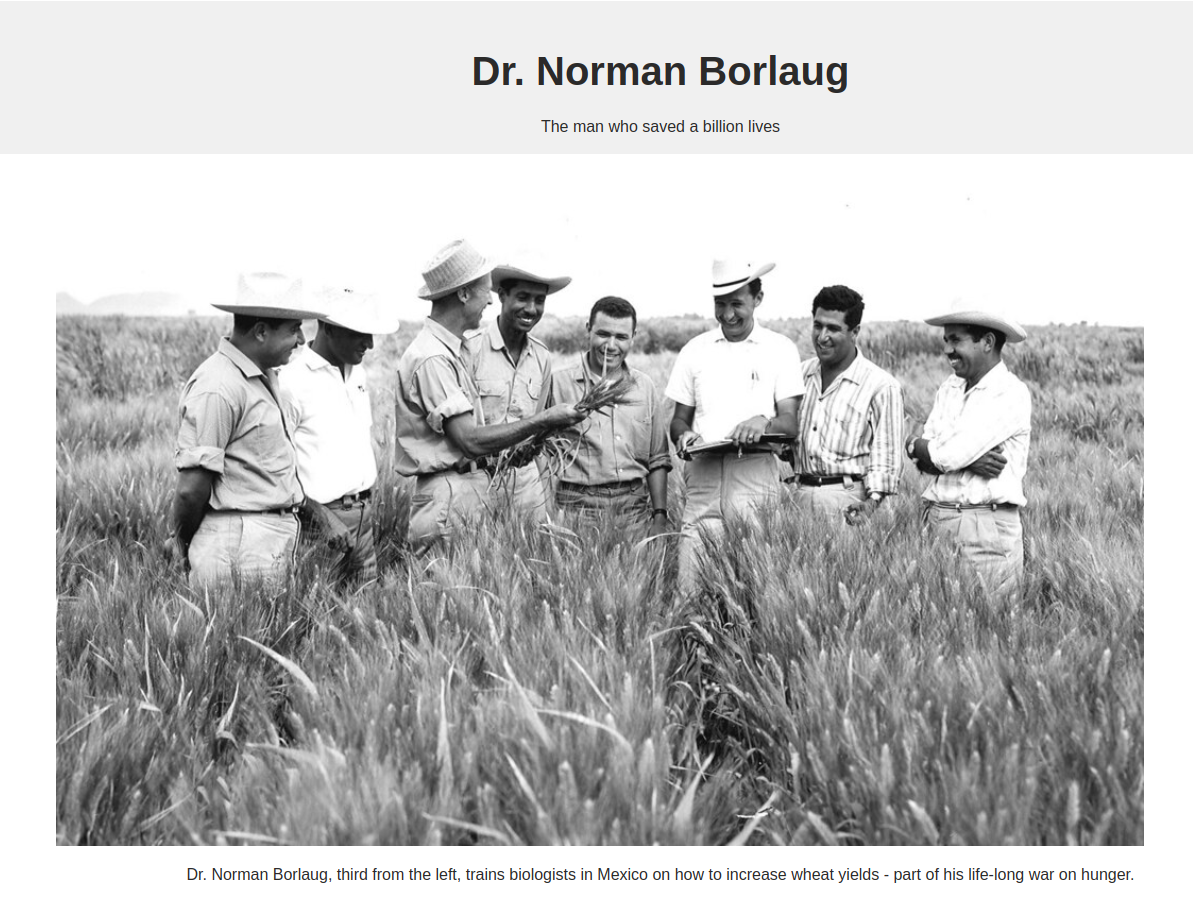 Dr. Norman Borlaug
The man who saved a billion lives
Dr. Norman Borlaug, third from the left, trains biologists in Mexico on how to increase wheat yields - part of his life-long war on hunger.